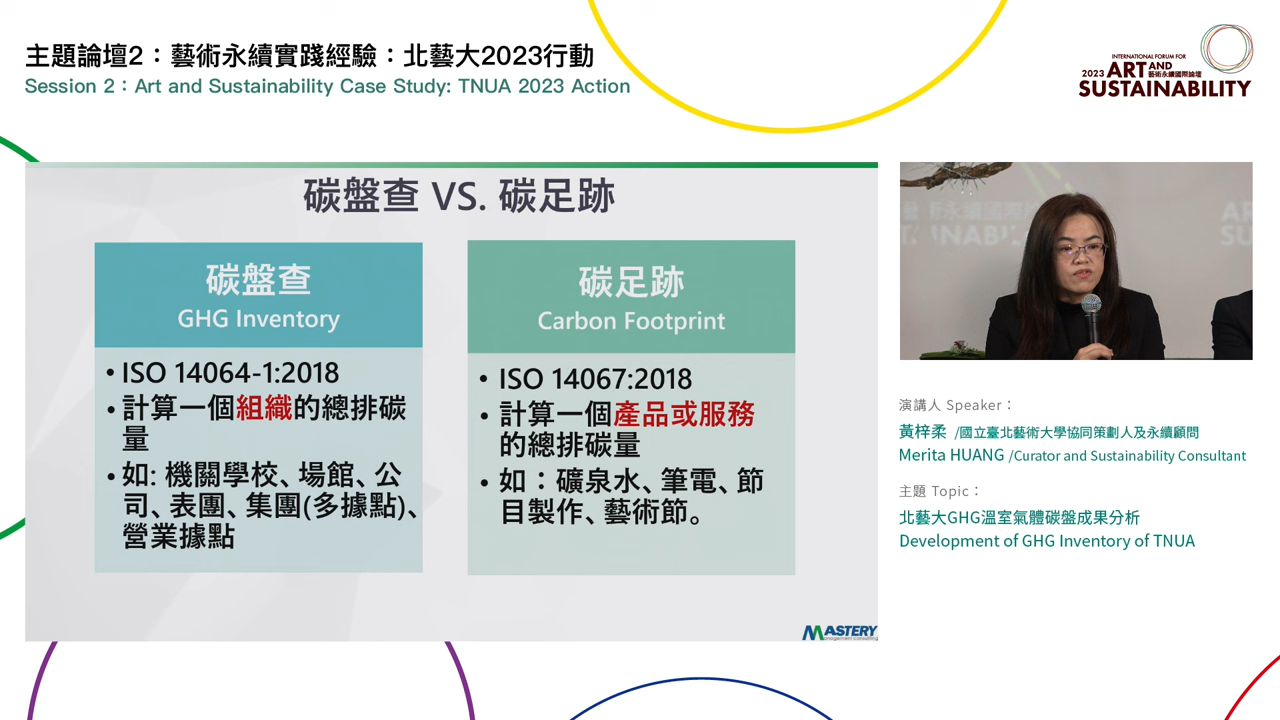 主題論壇2：藝術永續實踐經驗：北藝大2023行動
Session 2：Art and Sustainability Case Study: TNUA 2023 Action
INTERNATIONAL FORUM FOR
2023 ART AND 藝術永續國際論壇
SUSTAINABILITY
碳盤查 VS. 碳足跡
碳盤查
GHG Inventory
• ISO 14064-1:2018
• 計算一個組織的總排碳
量
• 如: 機關學校、場館、公
司、表團、集團(多據點)、
營業據點
碳足跡
Carbon Footprint
• ISO 14067:2018
• 計算一個產品或服務
的總排碳量
• 如：礦泉水、筆電、節
目製作、藝術節。
MASTERY
演講人 Speaker：
黃梓柔 /國立臺北藝術大學協同策劃人及永續顧問
Merita HUANG /Curator and Sustainability Consultant
主題 Topic：
北藝大GHG溫室氣體碳盤成果分析
Development of GHG Inventory of TNUA